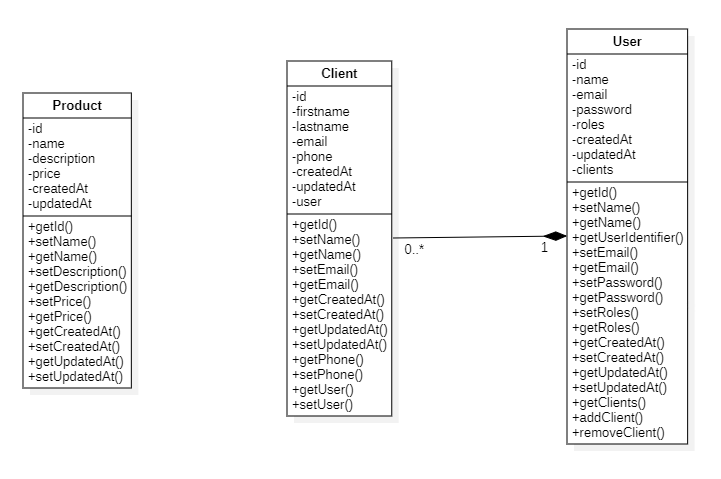 Product
-id
-name
-description
-price
-createdAt
-updatedAt
+getId()
+setName()
+getName()
+setDescription()
+getDescription()
+setPrice()
+getPrice()
+getCreatedAt()
+setCreatedAt()
+getUpdatedAt()
+setUpdatedAt()
Client
-id
-firstname
-lastname
-email
-phone
-createdAt
-updatedAt
-user
+getId()
+setName()
+getName()
+setEmail()
+getEmail()
+getCreatedAt()
+setCreatedAt()
+getUpdatedAt()
+setUpdatedAt()
+getPhone()
+setPhone()
+getUser()
+setUser()
0..*
1
User
-id
-name
-email
-password
-roles
-createdAt
-updatedAt
-clients
+getId()
+setName()
+getName()
+getUserIdentifier()
+setEmail()
+getEmail()
+setPassword()
+getPassword()
+setRoles()
+getRoles()
+getCreatedAt()
+setCreatedAt()
+getUpdatedAt()
+setUpdatedAt()
+getClients()
+addClient()
+removeClient()